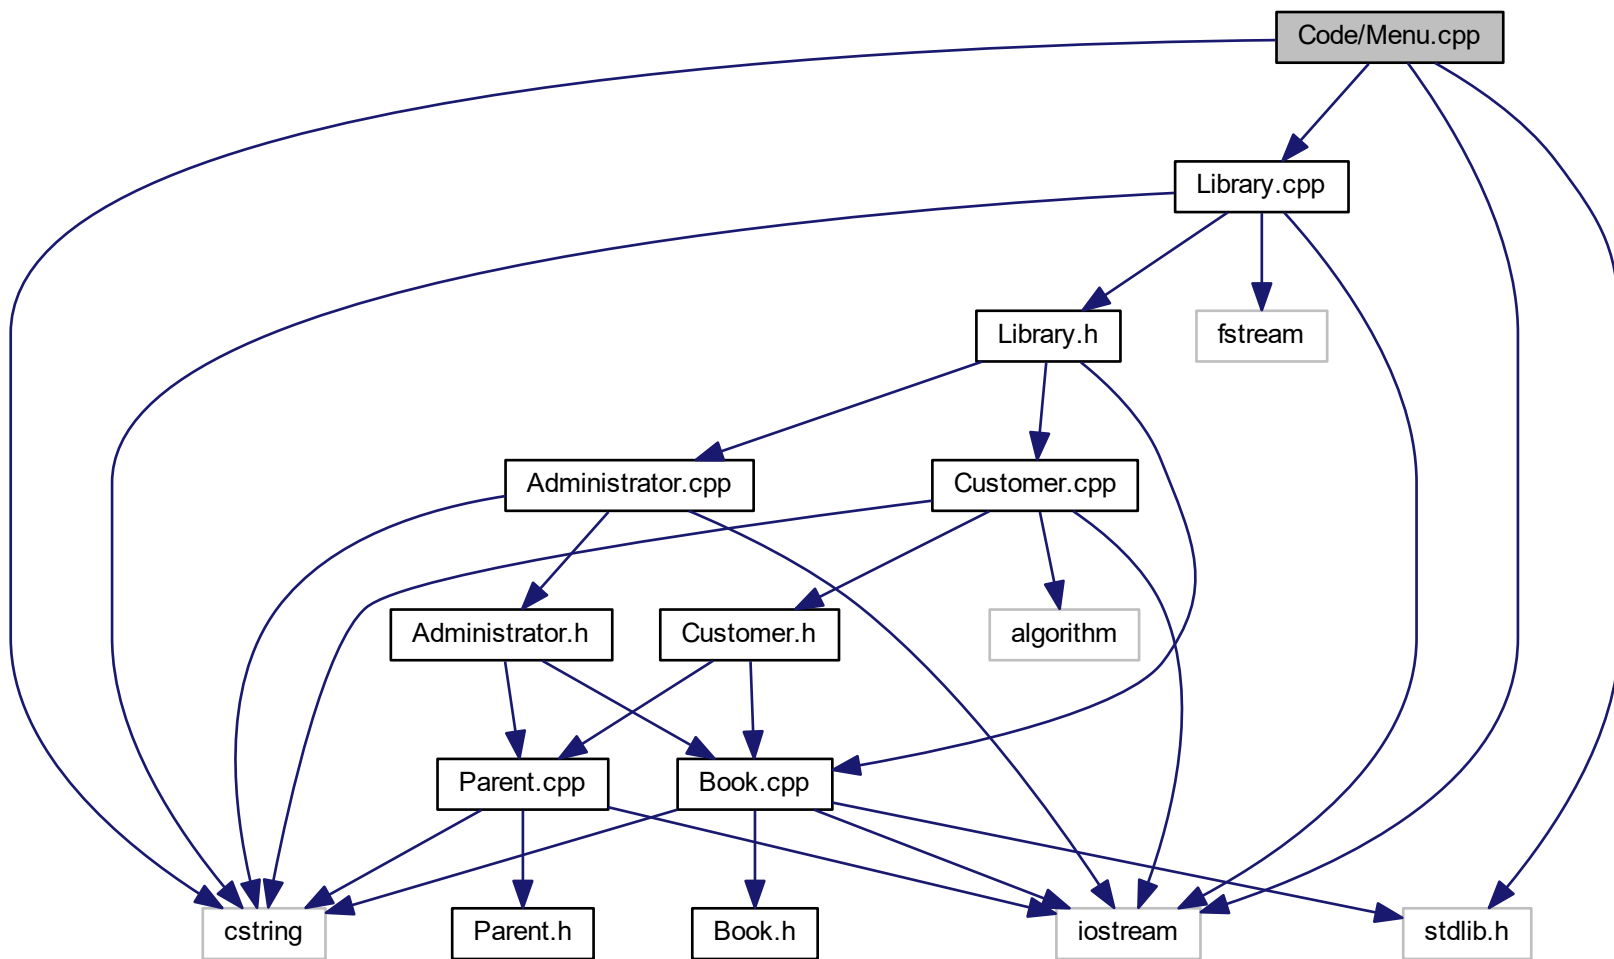 Code/Menu.cpp
Library.cpp
Library.h
fstream
Administrator.cpp
Customer.cpp
Administrator.h
Customer.h
algorithm
Parent.cpp
Book.cpp
cstring
Parent.h
Book.h
iostream
stdlib.h